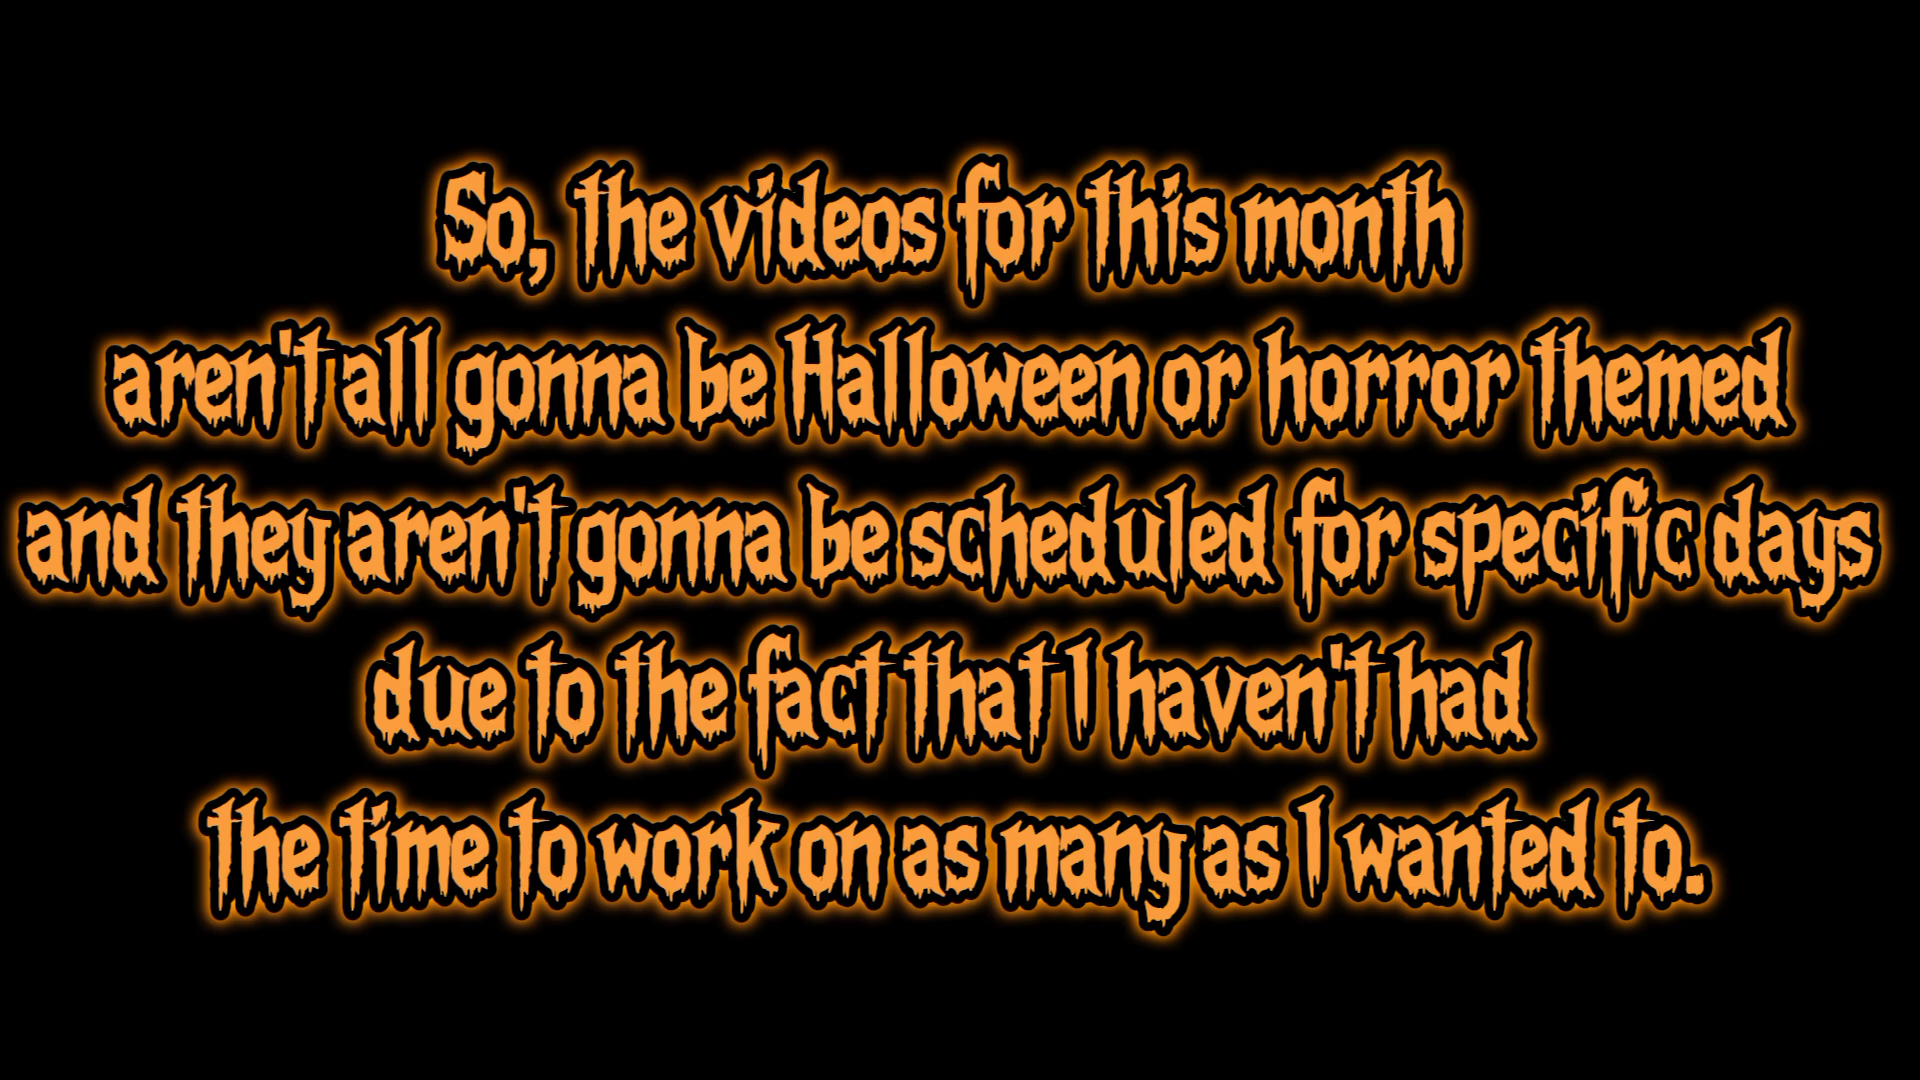 So, the videos for this month
aren't all gonna be Halloween or horror themed
and they aren't gonna be scheduled for specific days
due to the fact that I haven't had
the time to work on as many as I wanted to.